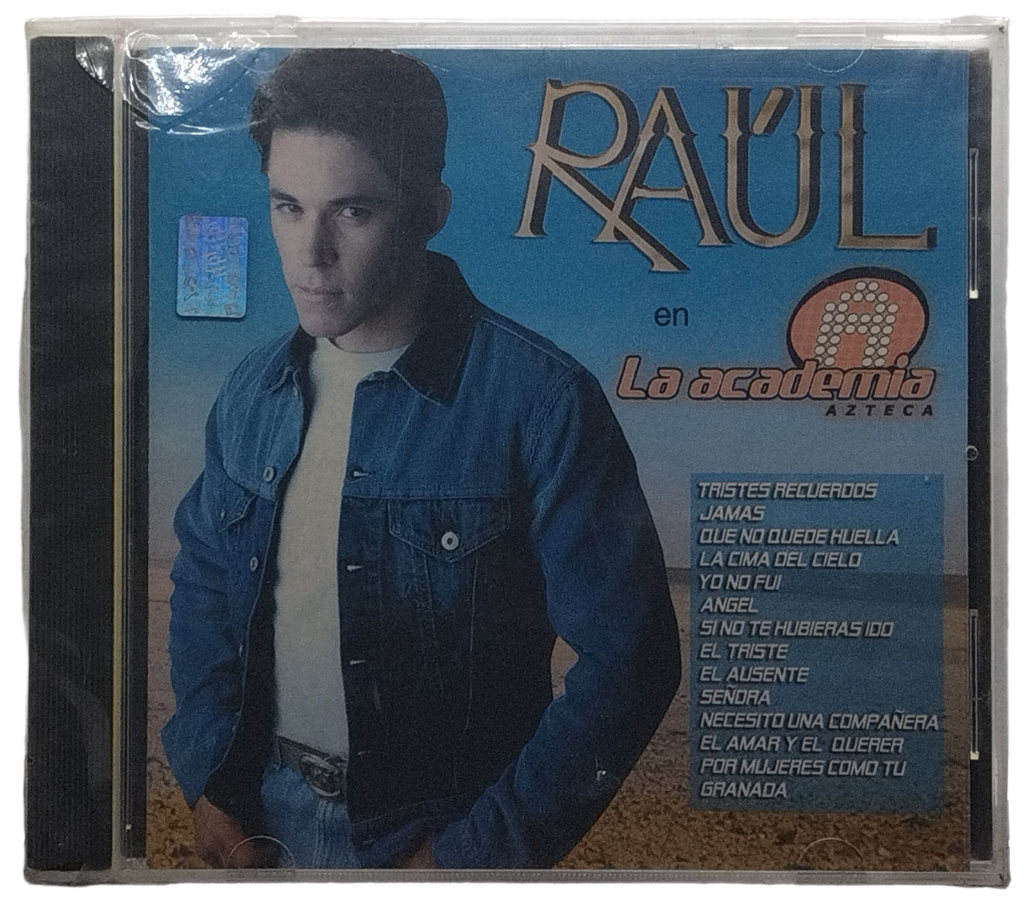 RAÚL
en
A
La academia
AZTECA
TRISTES RECUERDOS
JAMAS
QUE NO QUEDE HUELLA
LA CIMA DEL CIELO
YO NO FUI
ANGEL
SI NO TE HUBIERAS IDO
EL TRISTE
EL AUSENTE
SEÑORA
NECESITO UNA COMPAÑERA
EL AMAR Y EL QUERER
POR MUJERES COMO TU
GRANADA